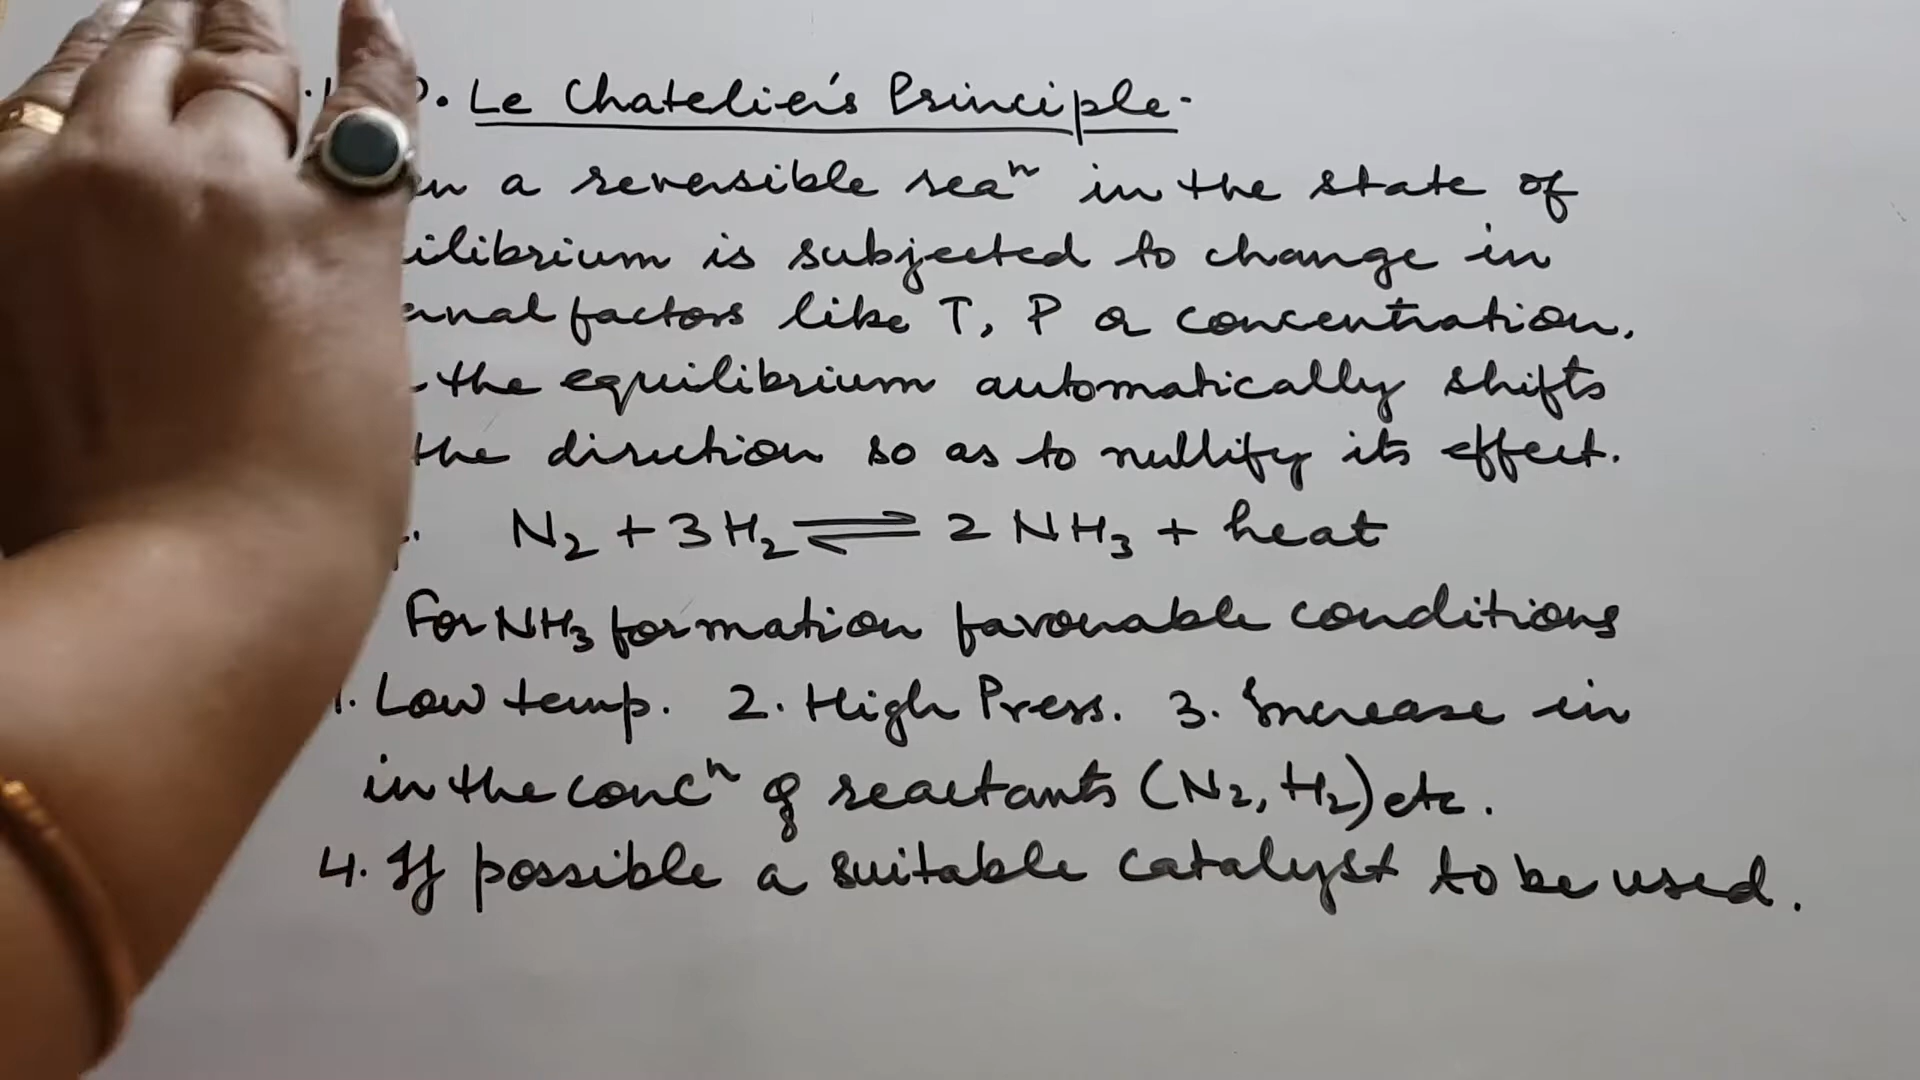 . Le Chatelier's Principle.
a reversible reaⁿ in the state of
is subjected to change in
factors like T, P or concentration,
the equilibrium automatically shifts
the direction so as to nullify its effect.
N₂ + 3H₂ ⇌ 2 NH₃ + heat
For NH₃ formation favourable conditions
1. Low temp. 2. High Press. 3. Increase in
in the concⁿ of reactants (N₂, H₂) etc.
4. If possible a suitable catalyst to be used.